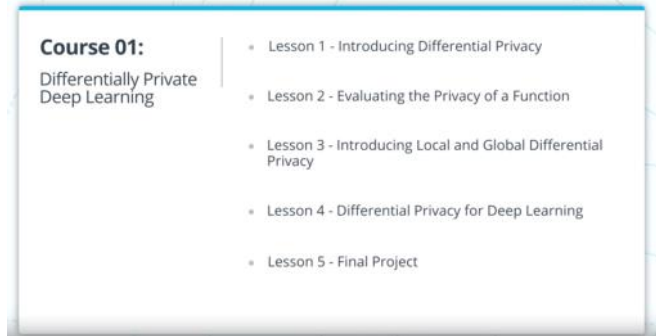 Course 01:
Differentially Private
Deep Learning
Lesson 1 - Introducing Differential Privacy
Lesson 2 - Evaluating the Privacy of a Function
Lesson 3 - Introducing Local and Global Differential
Privacy
Lesson 4 - Differential Privacy for Deep Learning
Lesson 5 - Final Project